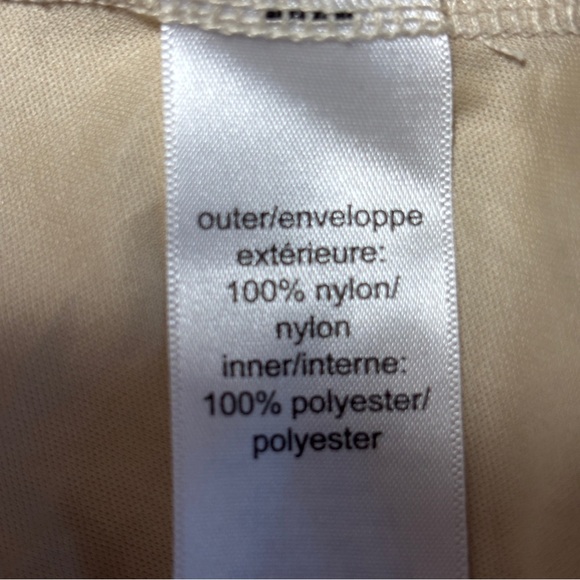 outer/enveloppe
extérieure:
100% nylon/
nylon
inner/interne:
100% polyester/
polyester